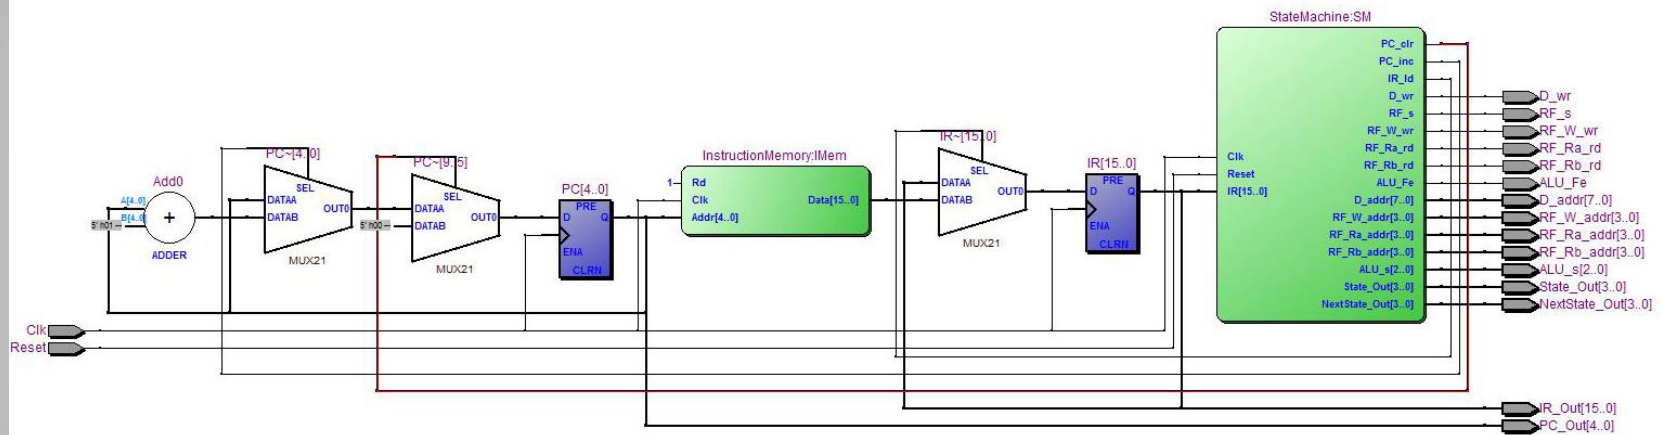 StateMachine:SM
PC_clr
PC_inc
IR_ld
D_wr
RF_s
RF_W_wr
RF_Ra_rd
RF_Rb_rd
ALU_Fe
D_addr[7..0]
RF_W_addr[3..0]
RF_Ra_addr[3..0]
RF_Rb_addr[3..0]
ALU_s[2..0]
State_Out[3..0]
NextState_Out[3..0]
Clk
Reset
IR[15..0]
D_wr
RF_s
RF_W_wr
RF_Ra_rd
RF_Rb_rd
ALU_Fe
D_addr[7..0]
RF_W_addr[3..0]
RF_Ra_addr[3..0]
RF_Rb_addr[3..0]
ALU_s[2..0]
State_Out[3..0]
NextState_Out[3..0]
Add0
A[4..0]
B[4..0]
5' h01 --
+
ADDER
PC~[4..0]
SEL
DATAA
DATAB
OUT0
MUX21
PC~[9..5]
SEL
DATAA
DATAB
OUT0
5' h00 --
MUX21
PC[4..0]
PRE
D
Q
ENA
CLRN
InstructionMemory:IMem
1
Rd
Clk
Addr[4..0]
Data[15..0]
IR~[15..0]
SEL
DATAA
DATAB
OUT0
MUX21
IR[15..0]
PRE
D
Q
ENA
CLRN
Clk
Reset
IR_Out[15..0]
PC_Out[4..0]